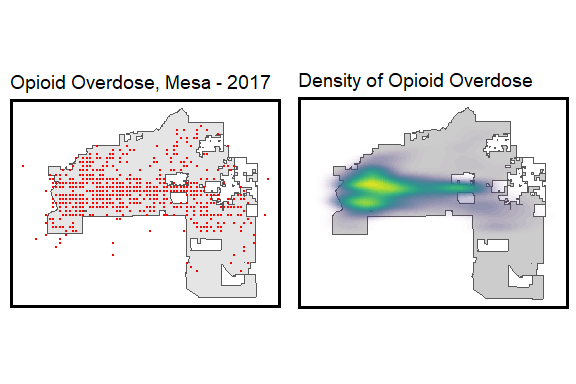 Opioid Overdose, Mesa - 2017
Density of Opioid Overdose